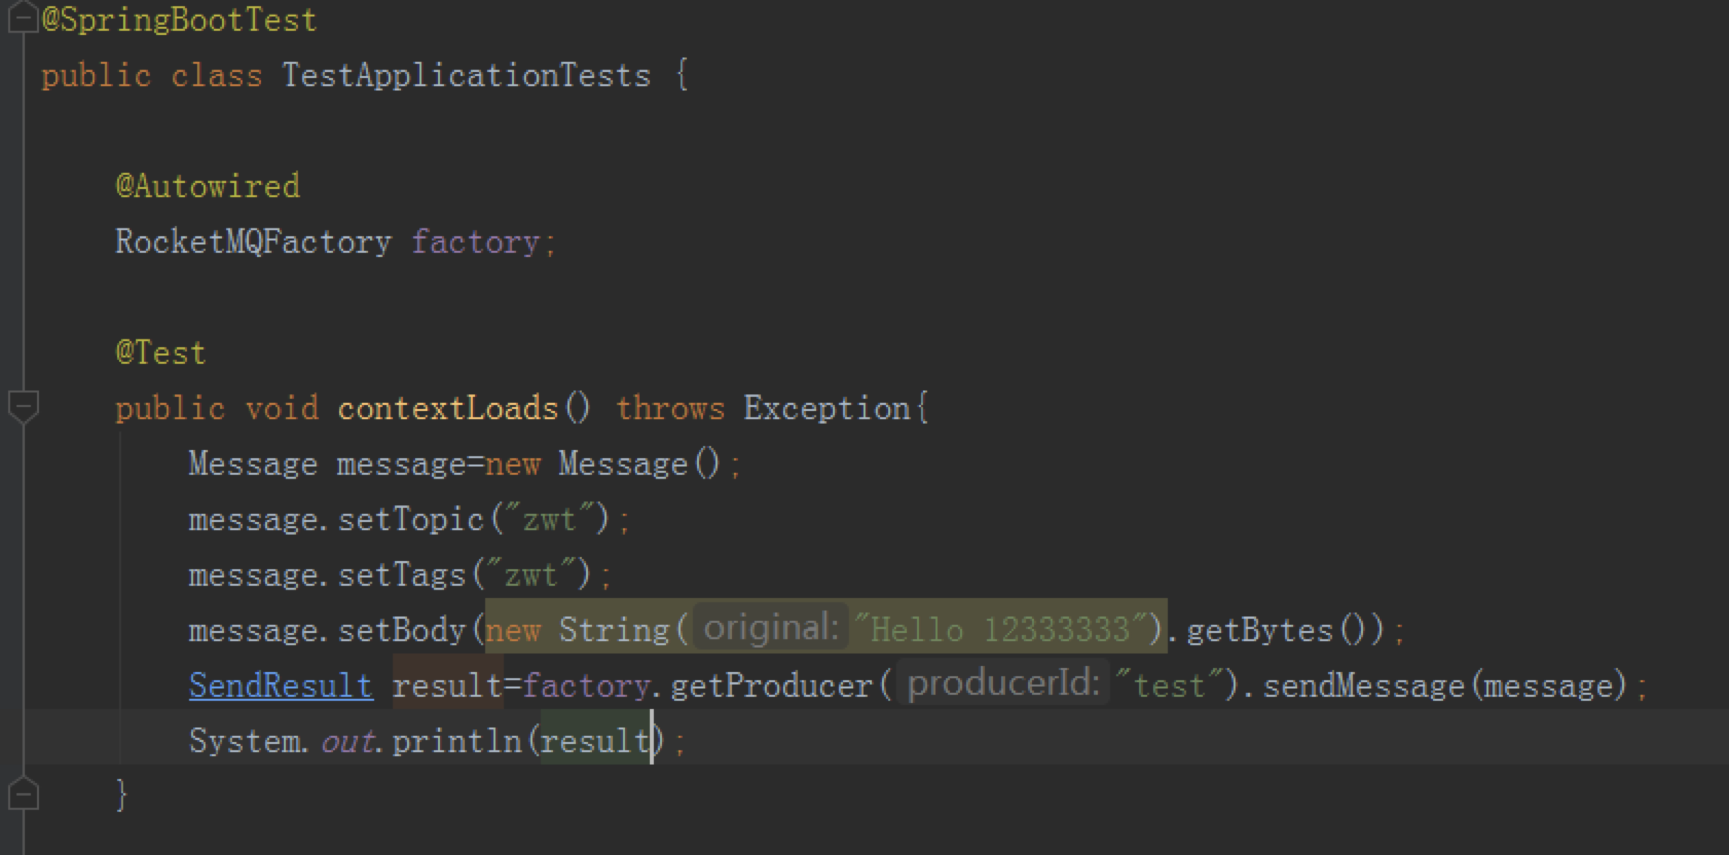 @SpringBootTest
public class TestApplicationTests {
@Autowired
RocketMQFactory factory;
@Test
public void contextLoads() throws Exception{
Message message=new Message();
message.setTopic("zwt");
message.setTags("zwt");
message.setBody(new String( original: "Hello 12333333").getBytes());
SendResult result=factory.getProducer( producerId: "test").sendMessage(message);
System.out.println(result);
}